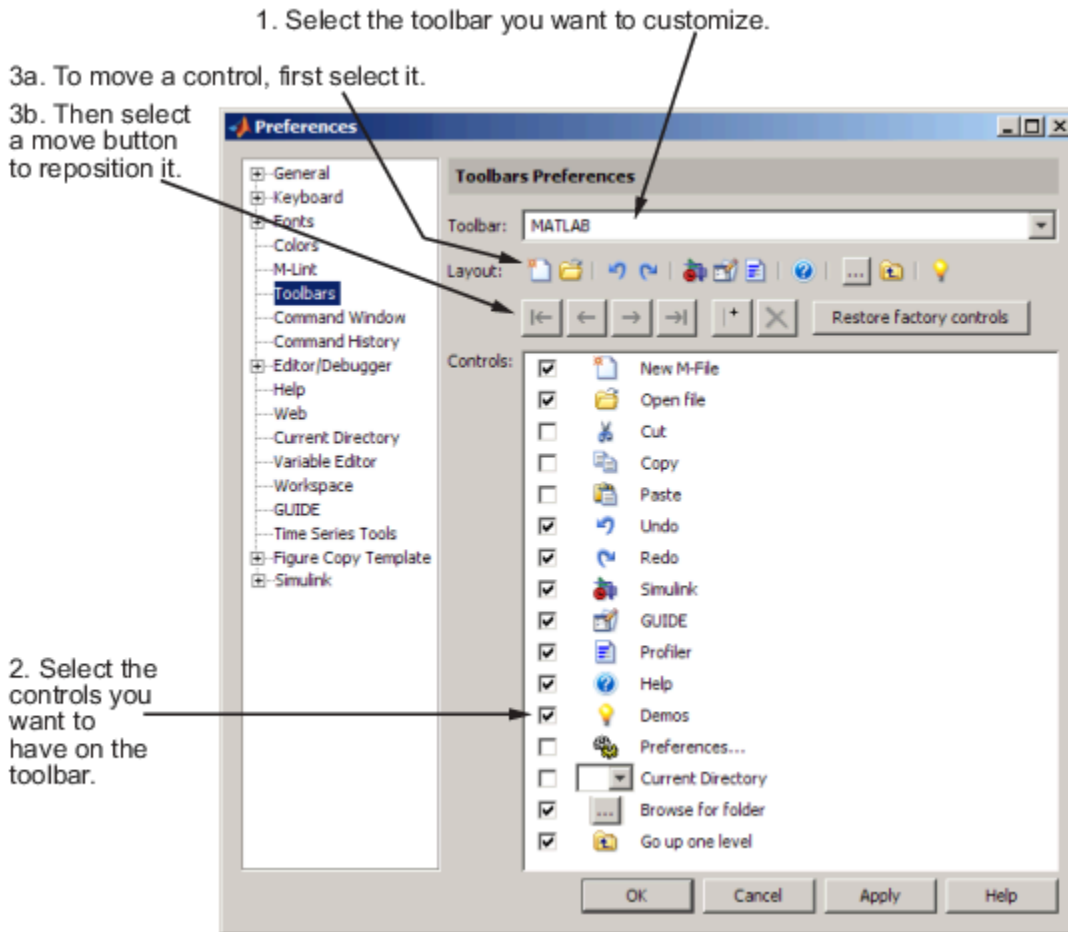 1. Select the toolbar you want to customize.
3a. To move a control, first select it.
3b. Then select
a move button
to reposition it.
Preferences
General
Keyboard
Fonts
Colors
M-Lint
Toolbars
Command Window
Command History
Editor/Debugger
Help
Web
Current Directory
Variable Editor
Workspace
GUIDE
Time Series Tools
Figure Copy Template
Simulink
Toolbars Preferences
Toolbar: MATLAB
Layout: ...
Restore factory controls
Controls:
New M-File
Open file
Cut
Copy
Paste
Undo
Redo
Simulink
GUIDE
Profiler
Help
Demos
Preferences...
Current Directory
... Browse for folder
Go up one level
2. Select the
controls you
want to
have on the
toolbar.
OK Cancel Apply Help